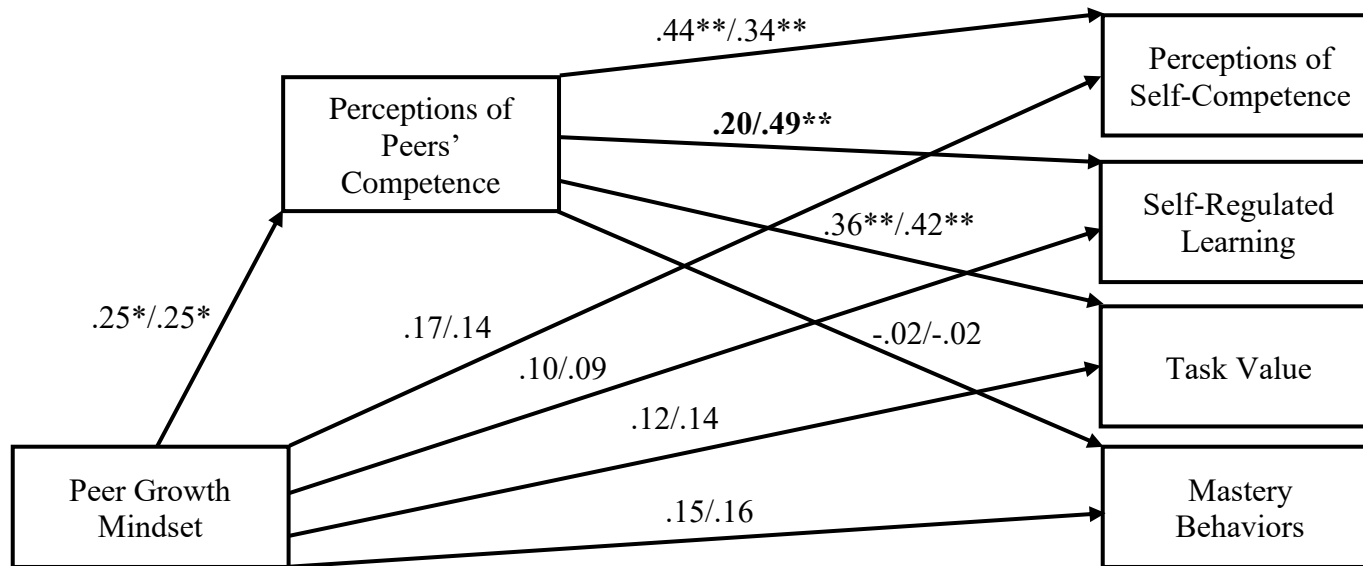 .44**/.34**
Perceptions of
Self-Competence
Perceptions of
Peers’
Competence
.20/.49**
Self-Regulated
Learning
.36**/.42**
.25*/.25*
.17/.14
-.02/-.02
.10/.09
Task Value
.12/.14
Peer Growth
Mindset
.15/.16
Mastery
Behaviors